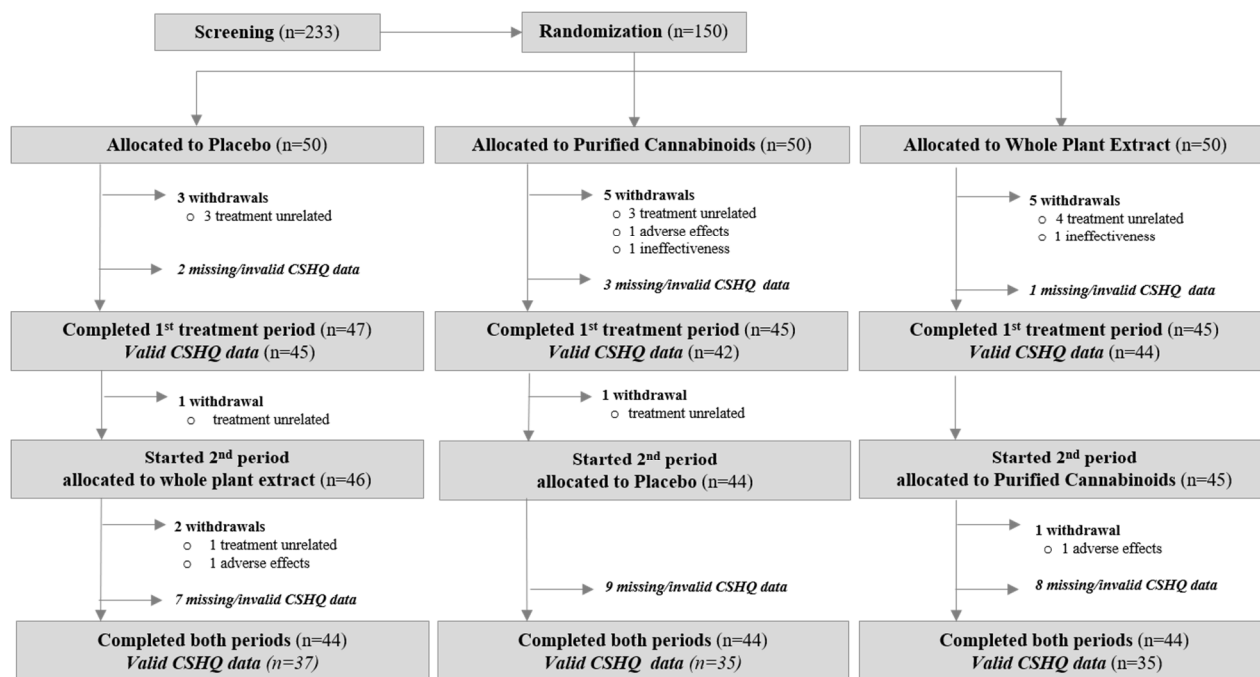 Screening (n=233)
Randomization (n=150)
Allocated to Placebo (n=50)
Allocated to Purified Cannabinoids (n=50)
Allocated to Whole Plant Extract (n=50)
3 withdrawals
o 3 treatment unrelated
2 missing/invalid CSHQ data
5 withdrawals
o 3 treatment unrelated
o 1 adverse effects
o 1 ineffectiveness
3 missing/invalid CSHQ data
5 withdrawals
o 4 treatment unrelated
o 1 ineffectiveness
1 missing/invalid CSHQ data
Completed 1st treatment period (n=47)
Valid CSHQ data (n=45)
Completed 1st treatment period (n=45)
Valid CSHQ data (n=42)
Completed 1st treatment period (n=45)
Valid CSHQ data (n=44)
1 withdrawal
o treatment unrelated
1 withdrawal
o treatment unrelated
Started 2nd period
allocated to whole plant extract (n=46)
Started 2nd period
allocated to Placebo (n=44)
Started 2nd period
allocated to Purified Cannabinoids (n=45)
2 withdrawals
o 1 treatment unrelated
o 1 adverse effects
7 missing/invalid CSHQ data
9 missing/invalid CSHQ data
1 withdrawal
o 1 adverse effects
8 missing/invalid CSHQ data
Completed both periods (n=44)
Valid CSHQ data (n=37)
Completed both periods (n=44)
Valid CSHQ data (n=35)
Completed both periods (n=44)
Valid CSHQ data (n=35)